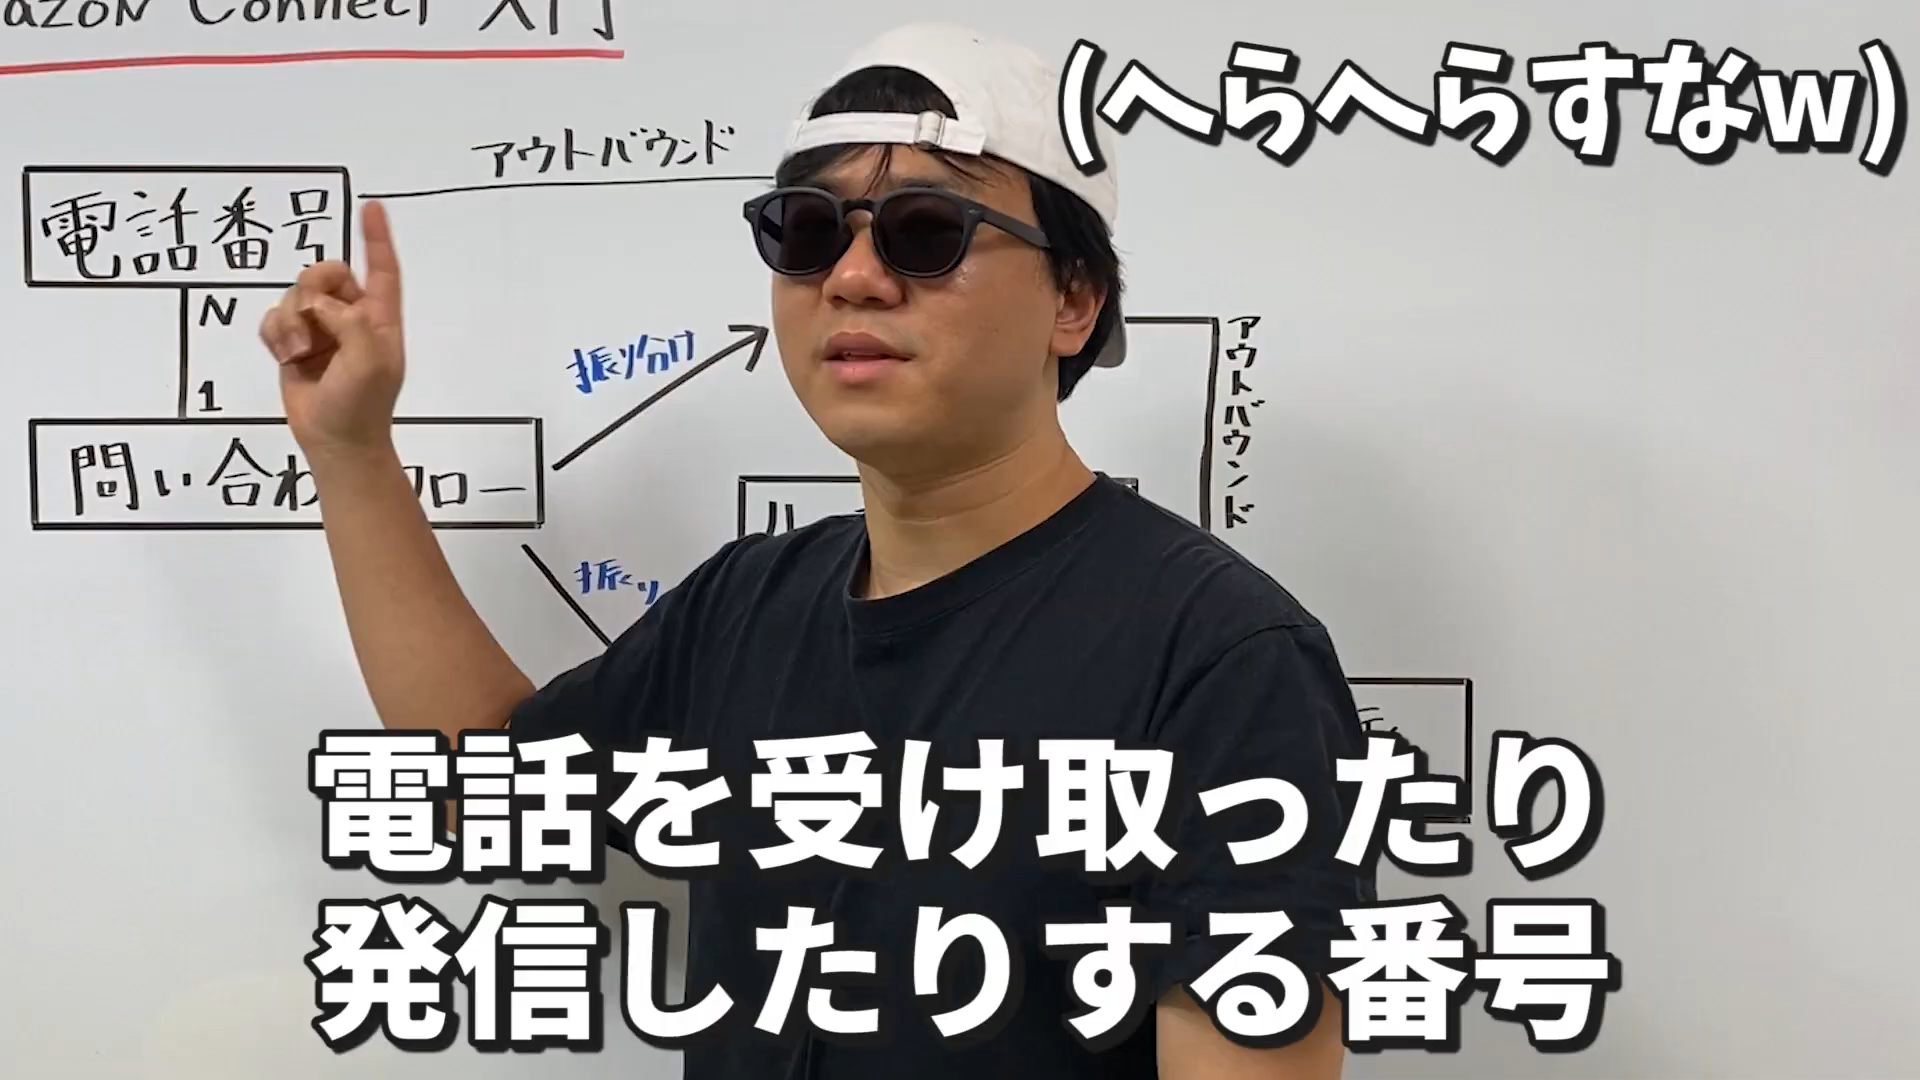 azon Connect 入門
(へらへらすなw)
アウトバウンド
電話番号
N
1
振り分け
アウトバウンド
問い合わ フロー
ル
振り
電話を受け取ったり
発信したりする番号